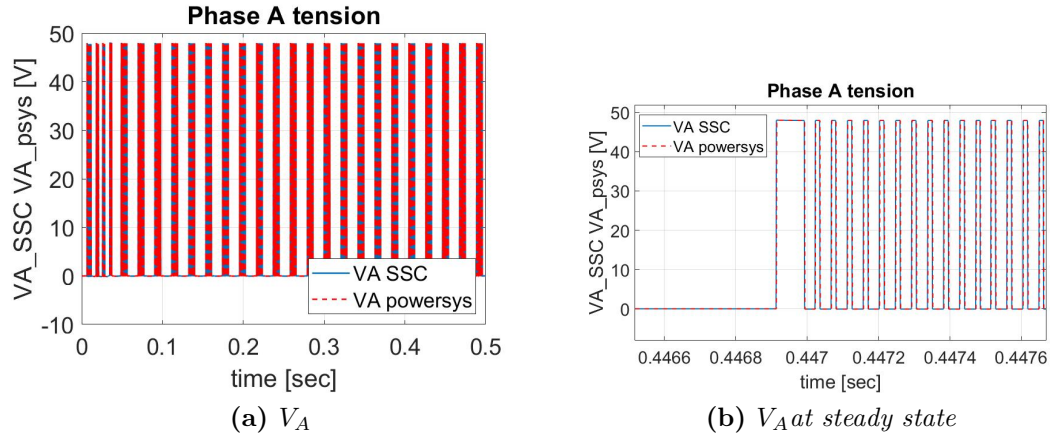 Phase A tension
VA_SSC VA_psys [V]
50
40
30
20
10
0
-10
VA SSC
VA powersys
0 0.1 0.2 0.3 0.4 0.5
time [sec]
(a) V_A
Phase A tension
VA_SSC VA_psys [V]
50
40
30
20
10
0
VA SSC
VA powersys
0.4466 0.4468 0.447 0.4472 0.4474 0.4476
time [sec]
(b) V_A at steady state